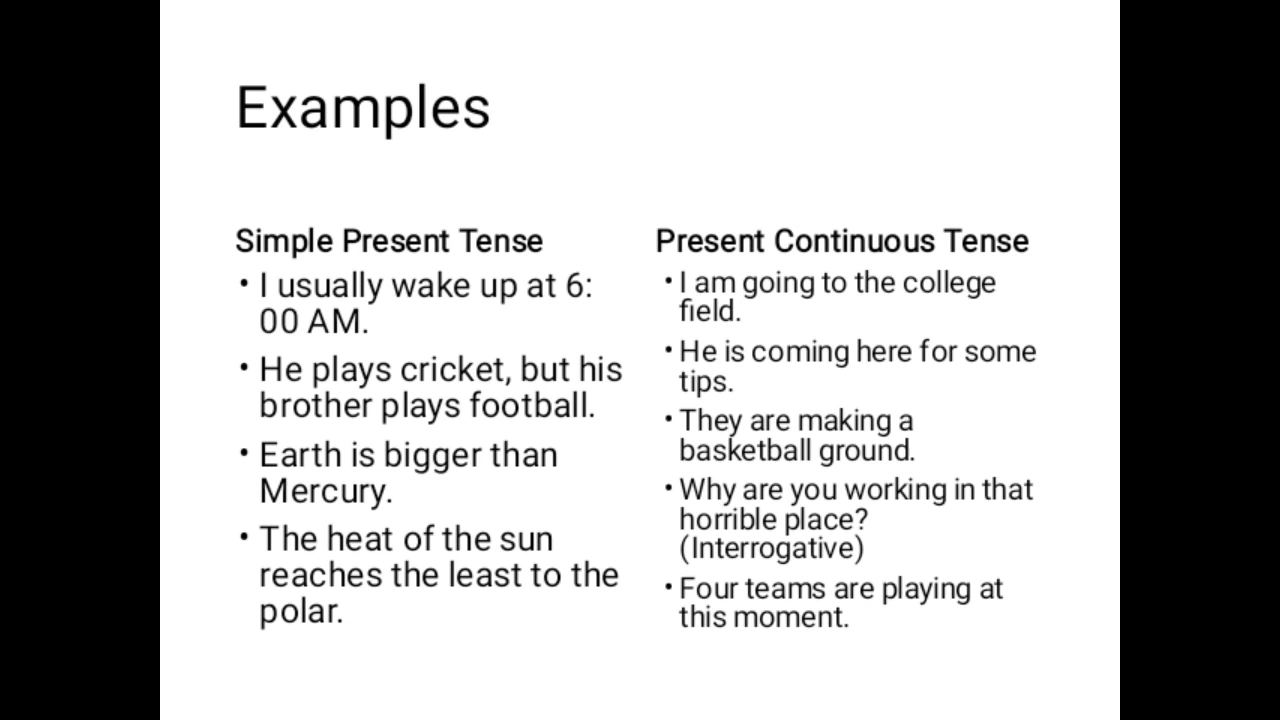 Examples
Simple Present Tense
• I usually wake up at 6:
00 AM.
• He plays cricket, but his
brother plays football.
• Earth is bigger than
Mercury.
• The heat of the sun
reaches the least to the
polar.
Present Continuous Tense
• I am going to the college
field.
• He is coming here for some
tips.
• They are making a
basketball ground.
• Why are you working in that
horrible place?
(Interrogative)
• Four teams are playing at
this moment.